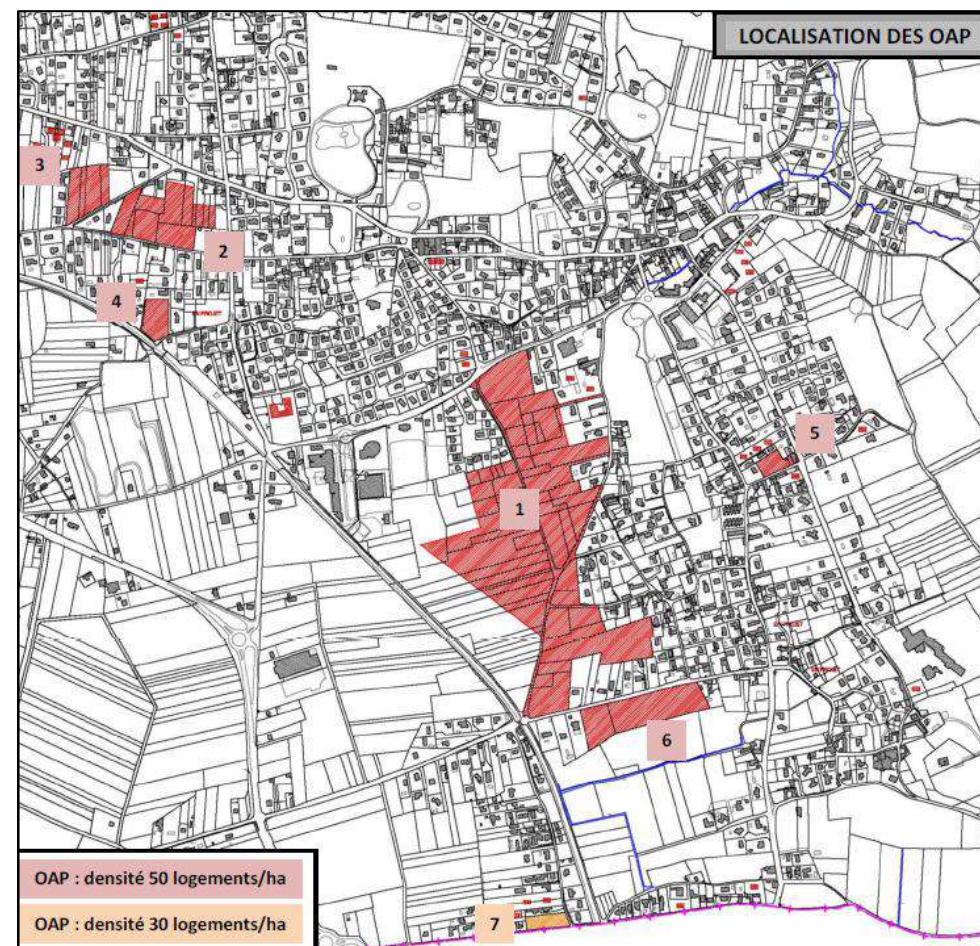 LOCALISATION DES OAP
3
2
4
5
1
6
OAP : densité 50 logements/ha
OAP : densité 30 logements/ha
7